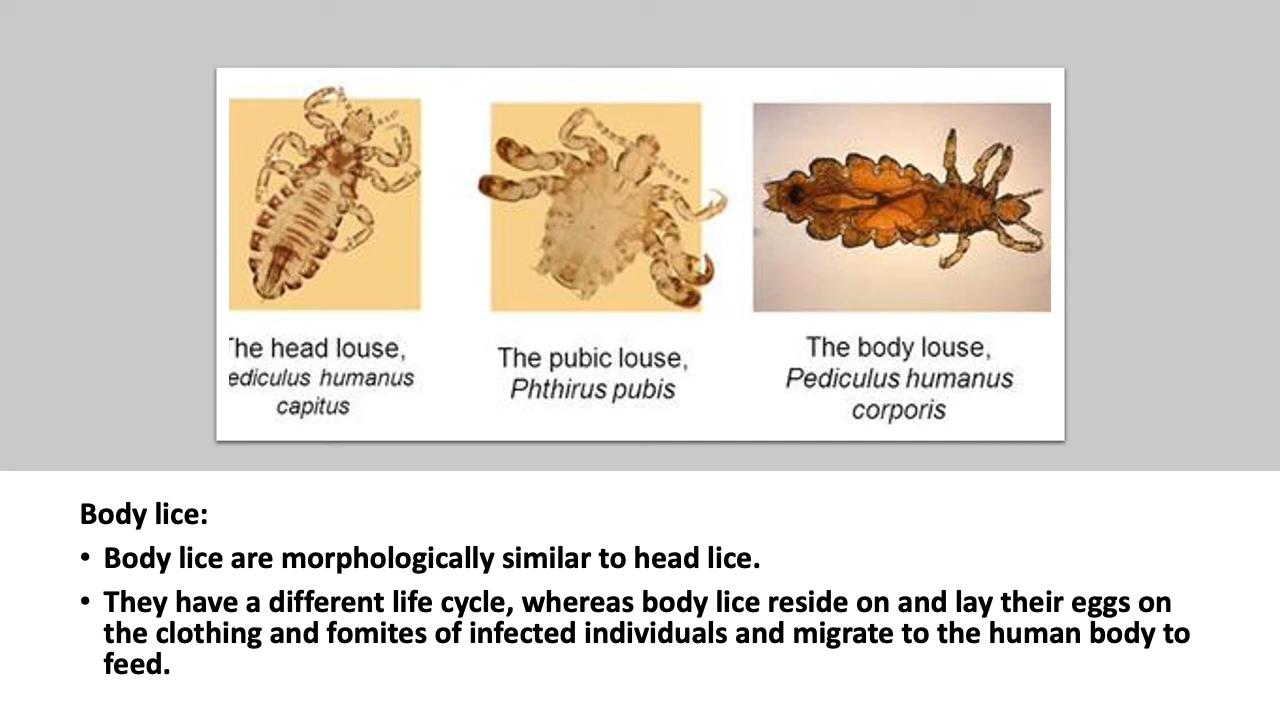 The head louse,
ediculus humanus
capitus
The pubic louse,
Phthirus pubis
The body louse,
Pediculus humanus
corporis
Body lice:
• Body lice are morphologically similar to head lice.
• They have a different life cycle, whereas body lice reside on and lay their eggs on
the clothing and fomites of infected individuals and migrate to the human body to
feed.